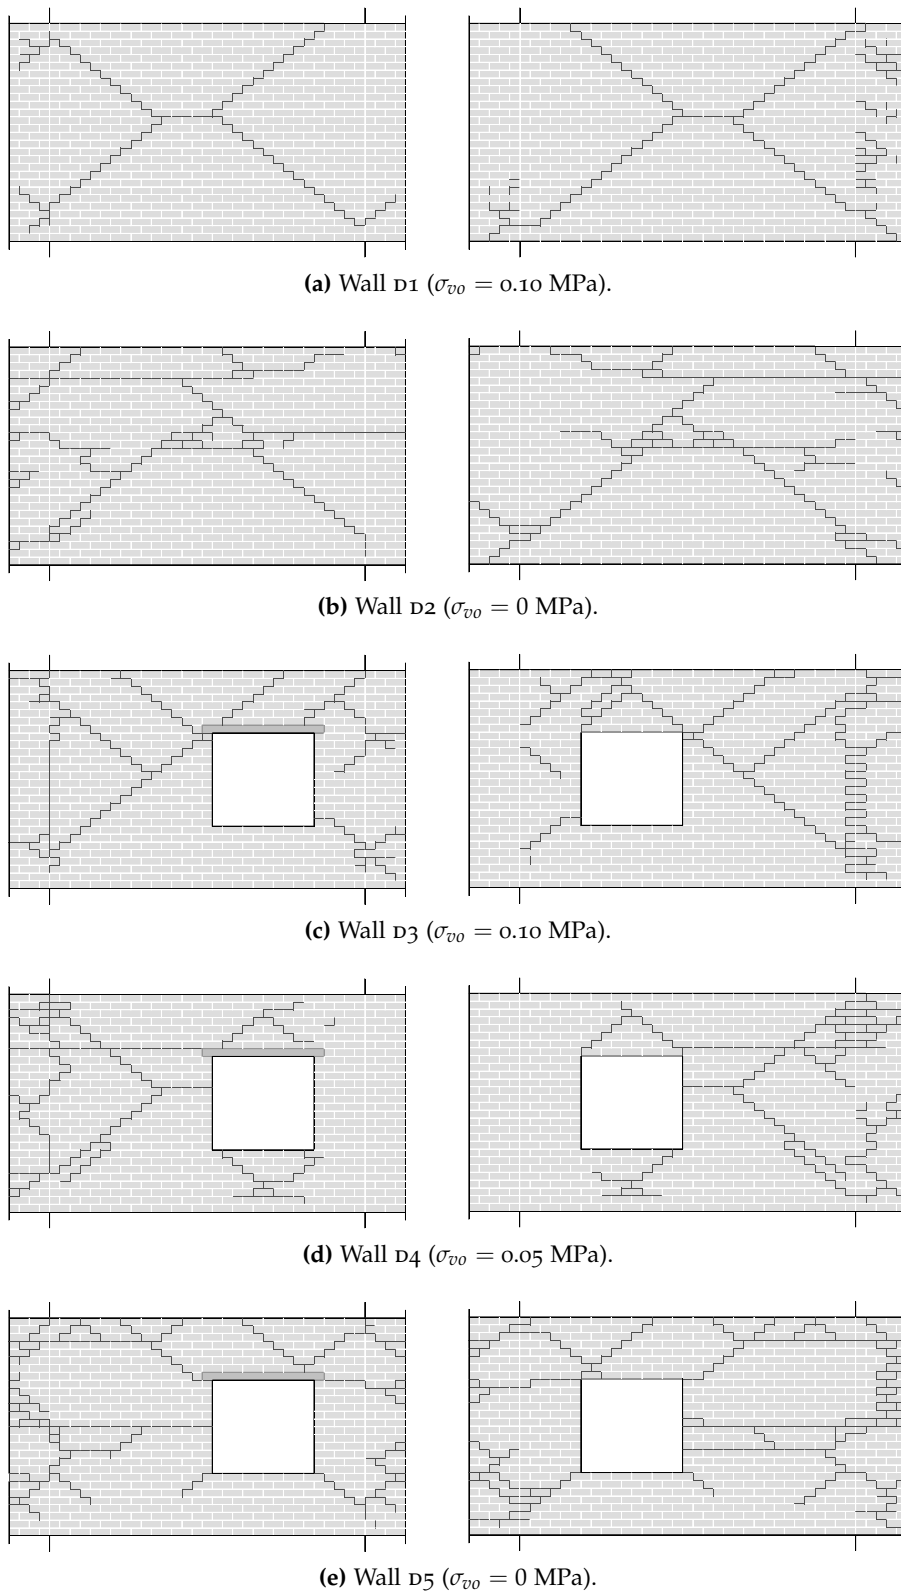 (a) Wall D1 (σvo = 0.10 MPa).
(b) Wall D2 (σvo = 0 MPa).
(c) Wall D3 (σvo = 0.10 MPa).
(d) Wall D4 (σvo = 0.05 MPa).
(e) Wall D5 (σvo = 0 MPa).